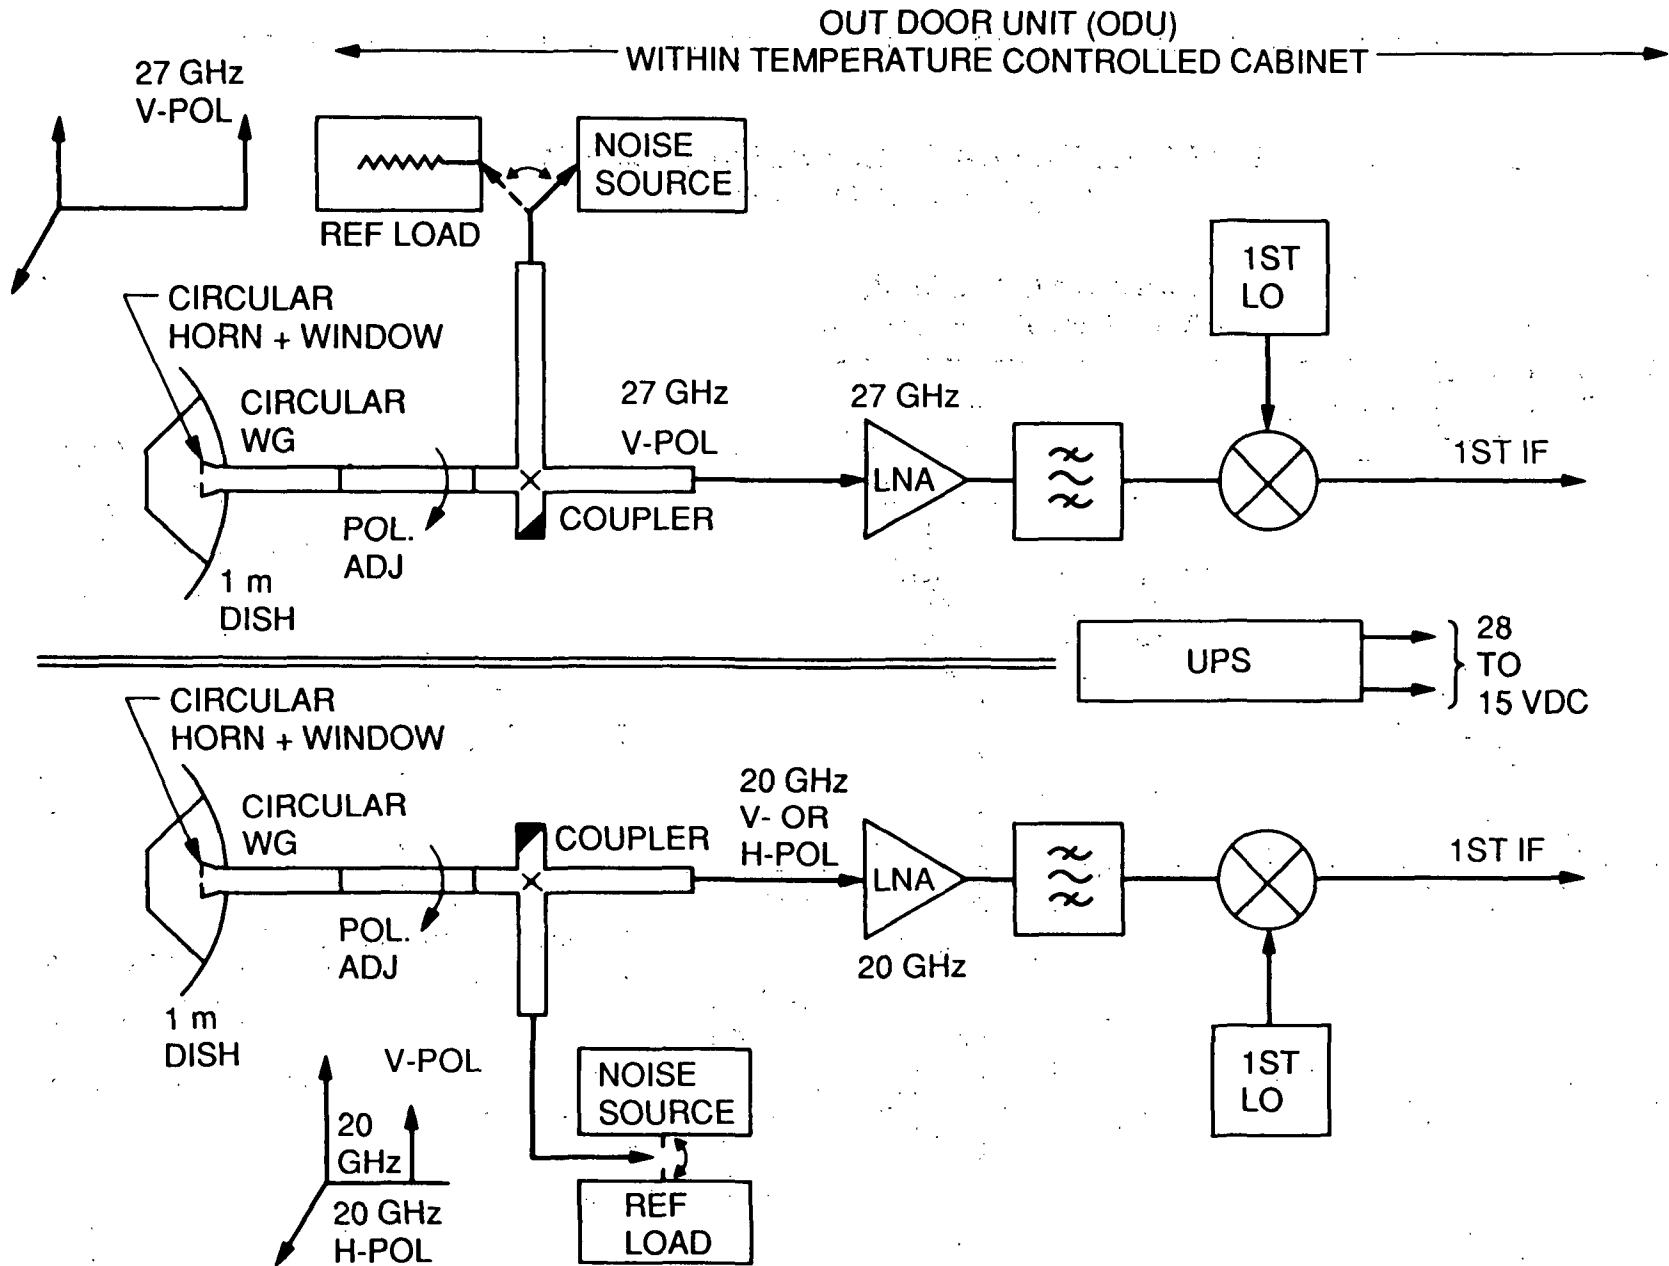 OUT DOOR UNIT (ODU)
WITHIN TEMPERATURE CONTROLLED CABINET
27 GHz
V-POL
NOISE
SOURCE
REF LOAD
1ST
LO
CIRCULAR
HORN + WINDOW
CIRCULAR
WG
27 GHz
V-POL
27 GHz
LNA
1ST IF
COUPLER
POL.
ADJ
1 m
DISH
UPS
28
TO
15 VDC
CIRCULAR
HORN + WINDOW
CIRCULAR
WG
COUPLER
20 GHz
V- OR
H-POL
LNA
20 GHz
1ST IF
POL.
ADJ
1 m
DISH
1ST
LO
V-POL
20
GHz
20 GHz
H-POL
NOISE
SOURCE
REF
LOAD